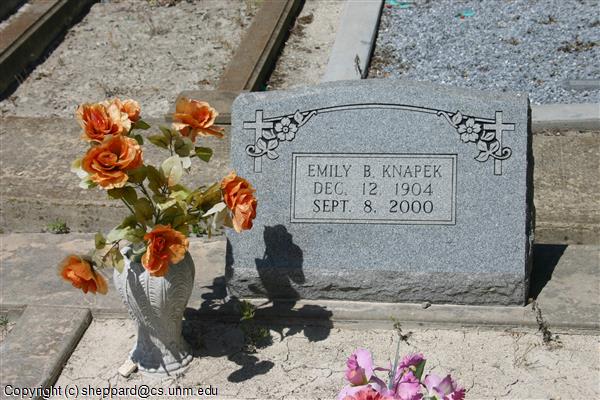 EMILY B. KNAPEK
DEC. 12, 1904
SEPT. 8, 2000
Copyright (c) sheppard@cs.unm.edu